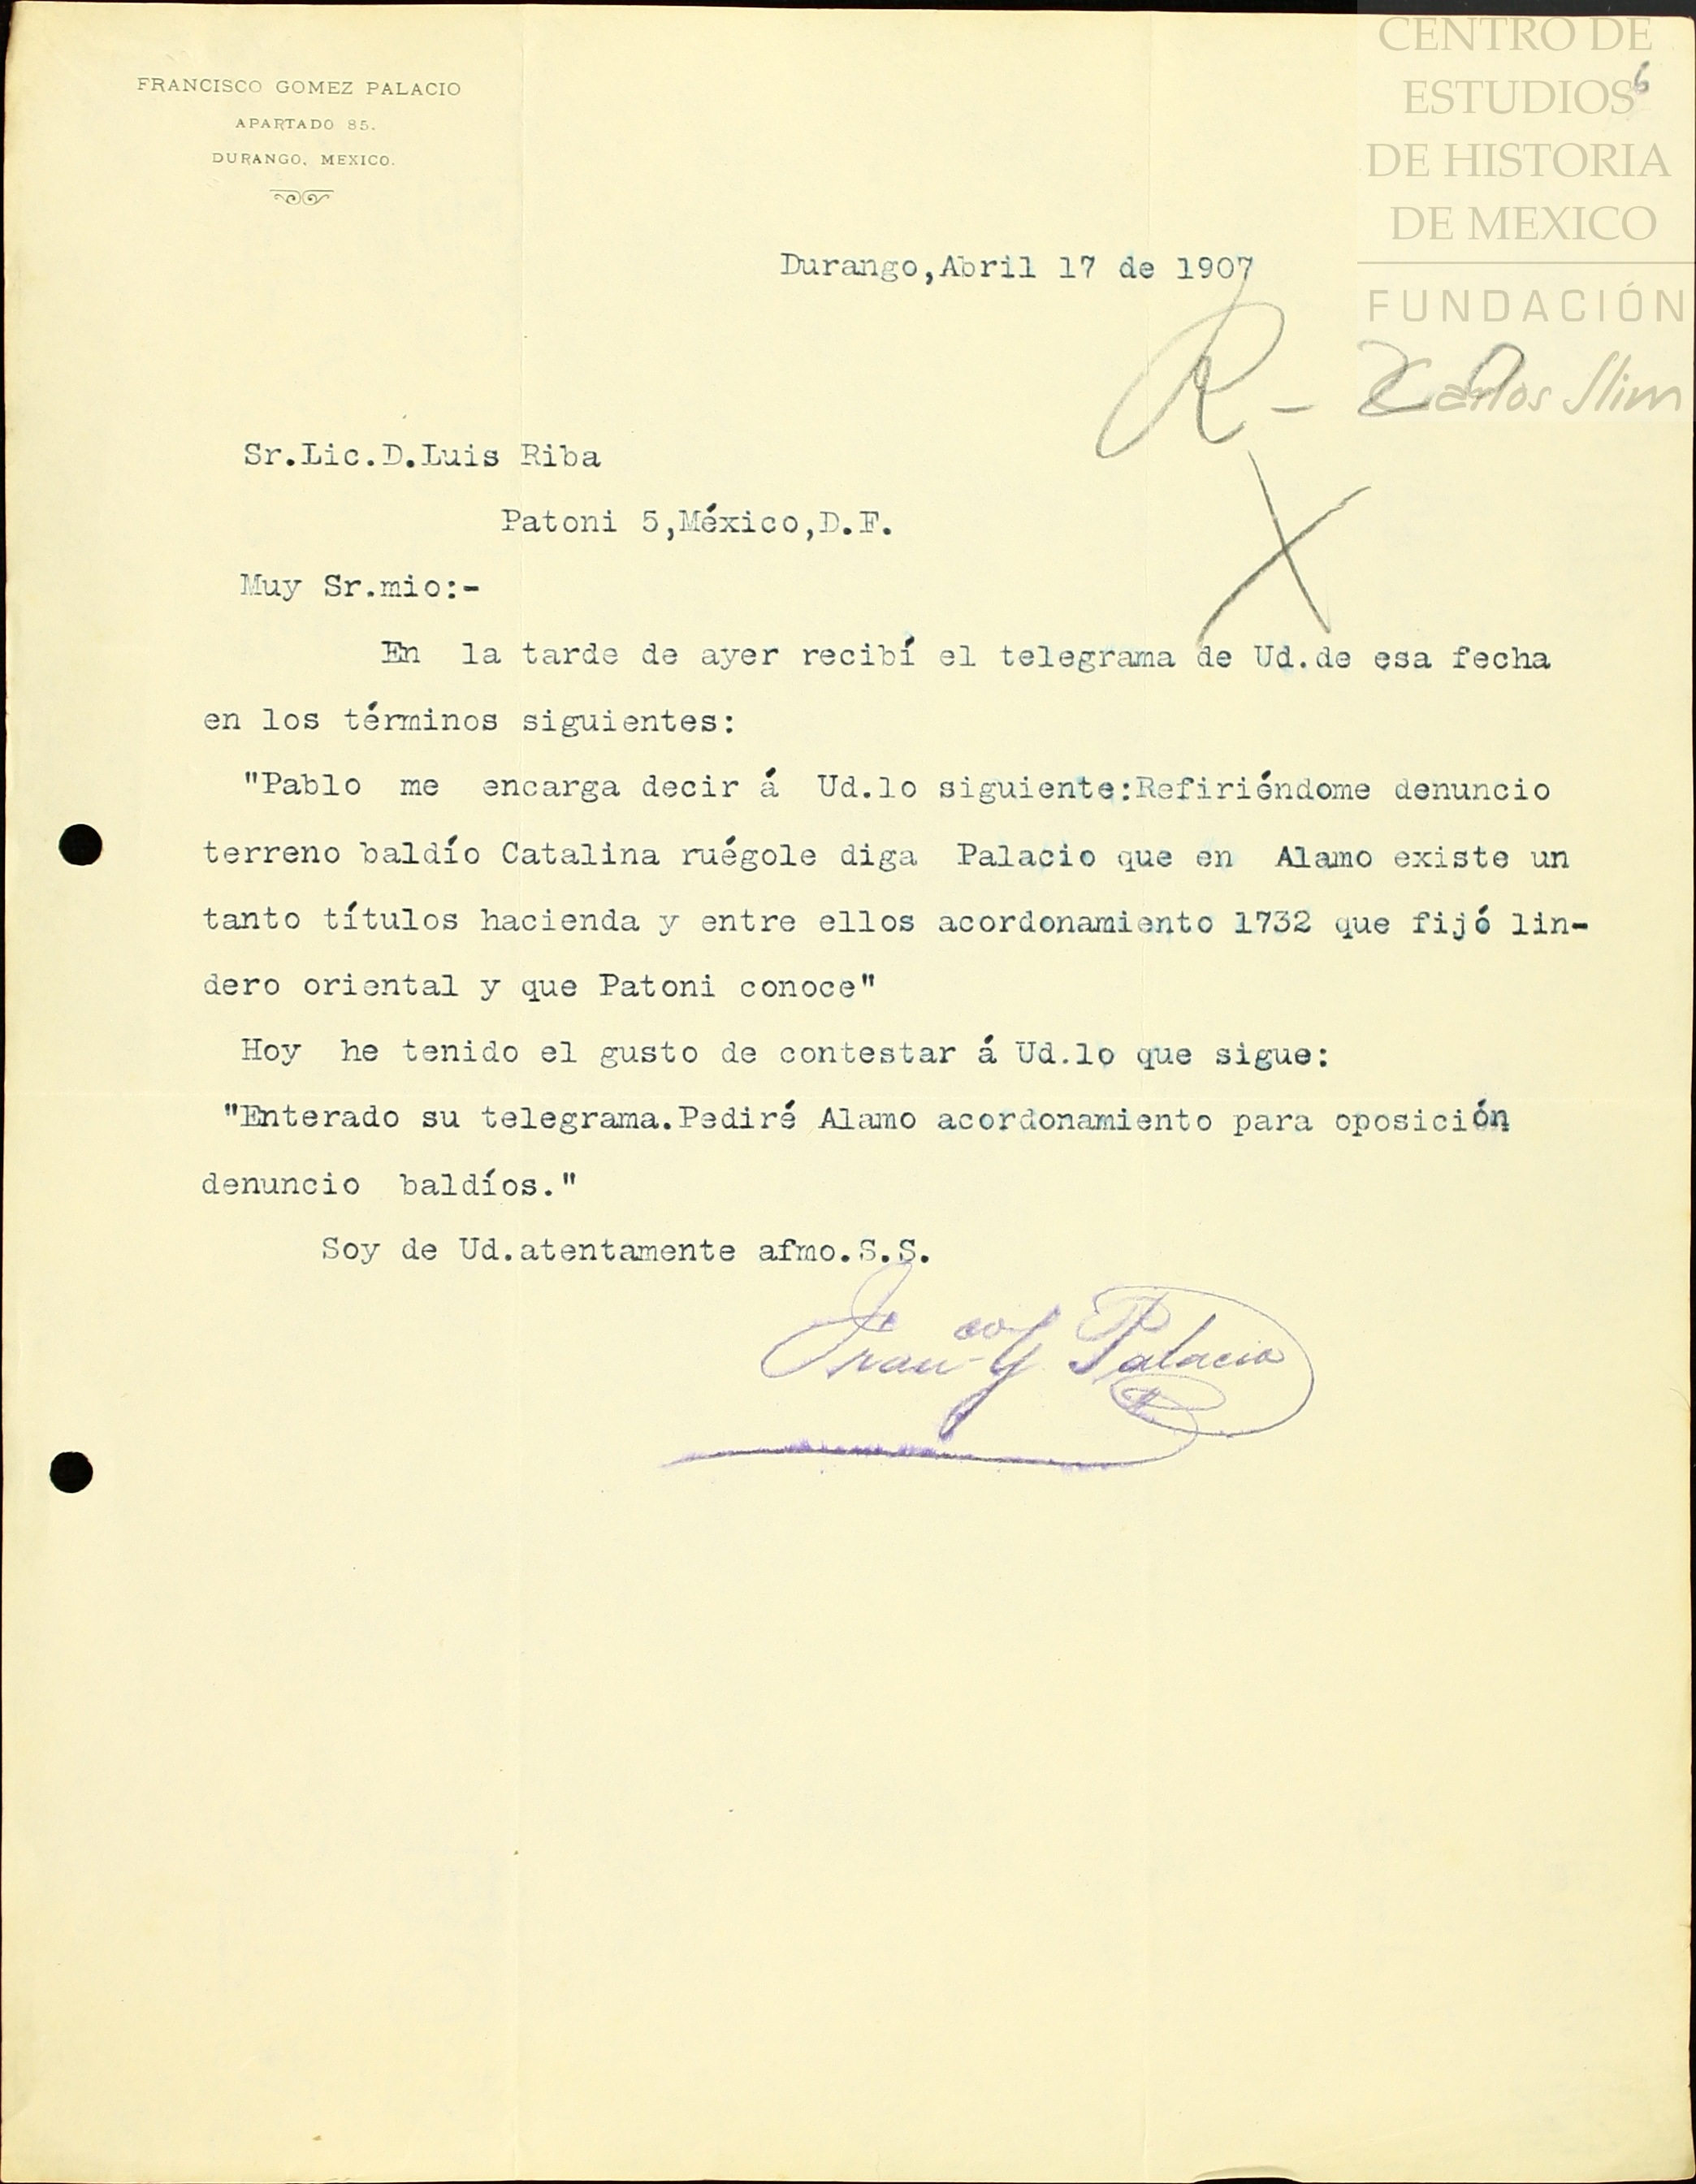 CENTRO DE
ESTUDIOS
6
DE HISTORIA
DE MEXICO
FUNDACIÓN
Carlos Slim
FRANCISCO GOMEZ PALACIO
APARTADO 85.
DURANGO, MEXICO.
Durango,Abril 17 de 1907
R -
X
Sr.Lic.D.Luis Riba
Patoni 5,México,D.F.
Muy Sr.mio:-
En la tarde de ayer recibí el telegrama de Ud.de esa fecha
en los términos siguientes:
"Pablo me encarga decir á Ud.lo siguiente:Refiriéndome denuncio
terreno baldío Catalina ruégole diga Palacio que en Alamo existe un
tanto títulos hacienda y entre ellos acordonamiento 1732 que fijó lin-
dero oriental y que Patoni conoce"
Hoy he tenido el gusto de contestar á Ud.lo que sigue:
"Enterado su telegrama.Pediré Alamo acordonamiento para oposición
denuncio baldíos."
Soy de Ud.atentamente afmo.S.S.
Fran co G Palacio